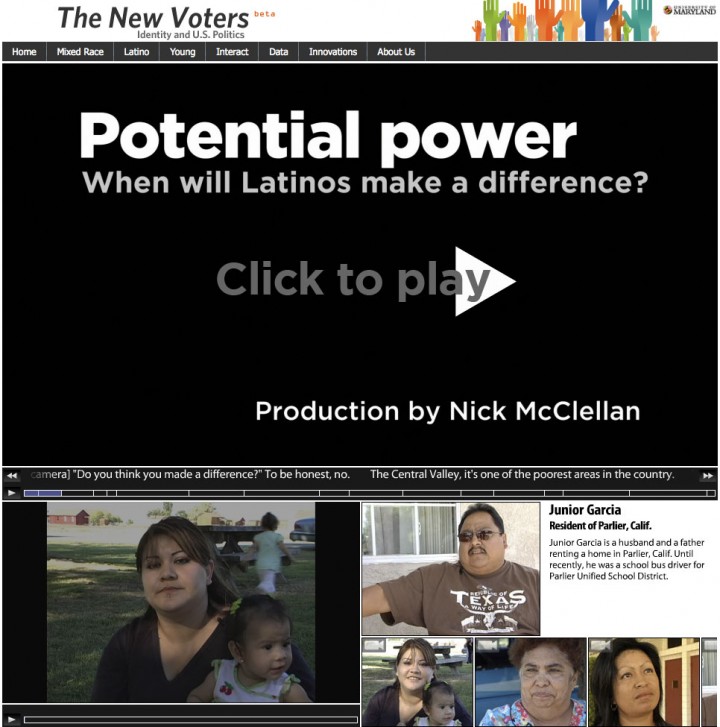 The New Voters beta
Identity and U.S. Politics
UNIVERSITY OF
MARYLAND
Home Mixed Race Latino Young Interact Data Innovations About Us
Potential power
When will Latinos make a difference?
Click to play
Production by Nick McClellan
camera] "Do you think you made a difference?" To be honest, no. The Central Valley, it's one of the poorest areas in the country.
Junior Garcia
Resident of Parlier, Calif.
Junior Garcia is a husband and a father
renting a home in Parlier, Calif. Until
recently, he was a school bus driver for
Parlier Unified School District.
REPUBLIC OF
TEXAS
A WAY OF LIFE